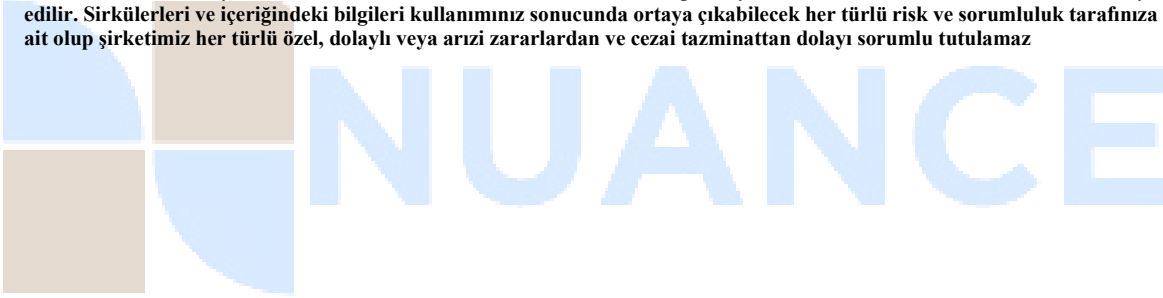 edilir. Sirkülerleri ve içeriğindeki bilgileri kullanımınız sonucunda ortaya çıkabilecek her türlü risk ve sorumluluk tarafınıza
ait olup şirketimiz her türlü özel, dolaylı veya arızi zararlardan ve cezai tazminattan dolayı sorumlu tutulamaz
NUANCE